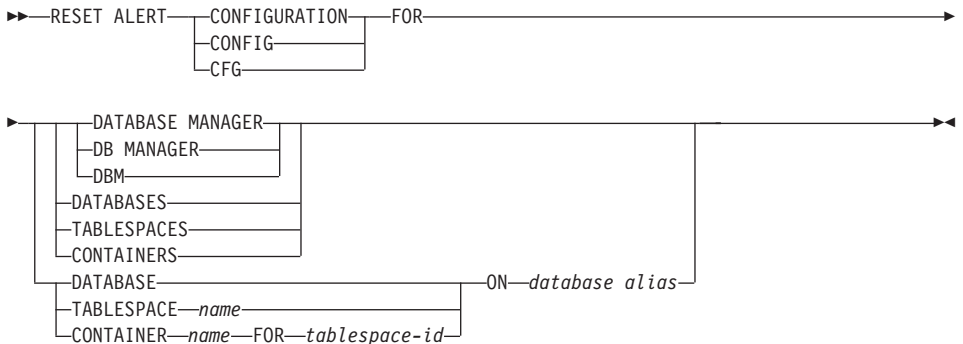 RESET ALERT CONFIGURATION FOR
CONFIG
CFG
DATABASE MANAGER
DB MANAGER
DBM
DATABASES
TABLESPACES
CONTAINERS
DATABASE ON database alias
TABLESPACE name
CONTAINER name FOR tablespace-id